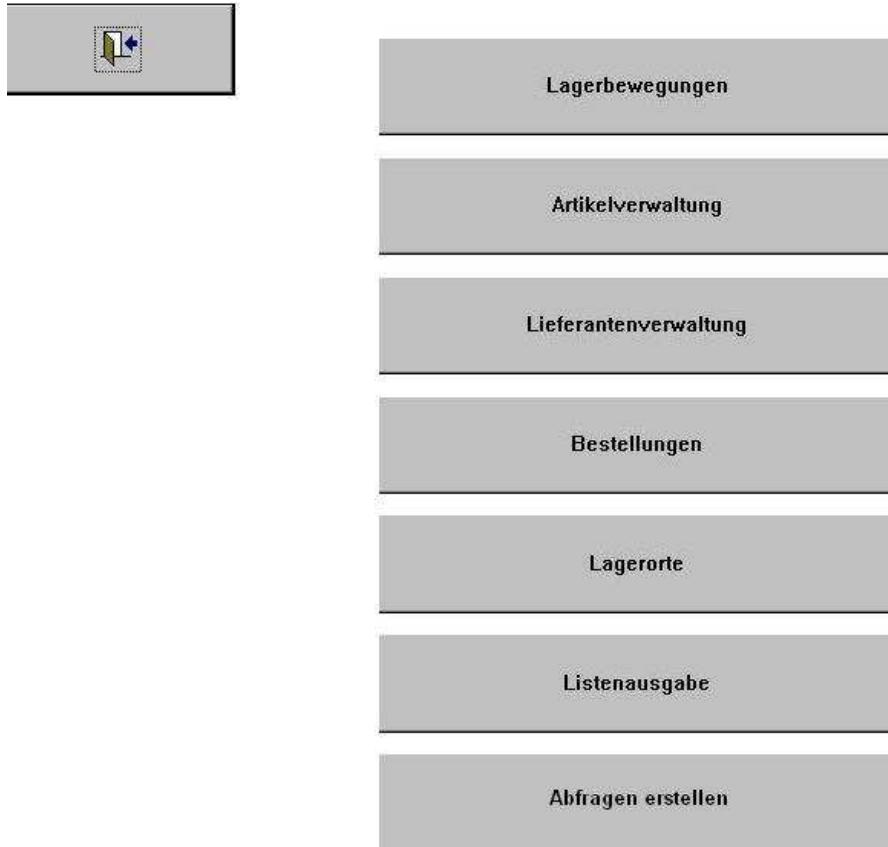 Lagerbewegungen
Artikelverwaltung
Lieferantenverwaltung
Bestellungen
Lagerorte
Listenausgabe
Abfragen erstellen